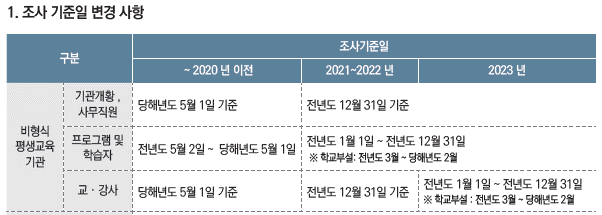 1. 조사 기준일 변경 사항
구분
조사기준일
~ 2020 년 이전
2021~2022 년
2023 년
비형식
평생교육
기관
기관개황 ,
사무직원
당해년도 5월 1일 기준
전년도 12월 31일 기준
프로그램 및
학습자
전년도 5월 2일 ~ 당해년도 5월 1일
전년도 1월 1일 ~ 전년도 12월 31일
※ 학교부설: 전년도 3월 ~ 당해년도 2월
교 · 강사
당해년도 5월 1일 기준
전년도 12월 31일 기준
전년도 1월 1일 ~ 전년도 12월 31일
※ 학교부설 : 전년도 3월 ~ 당해년도 2월